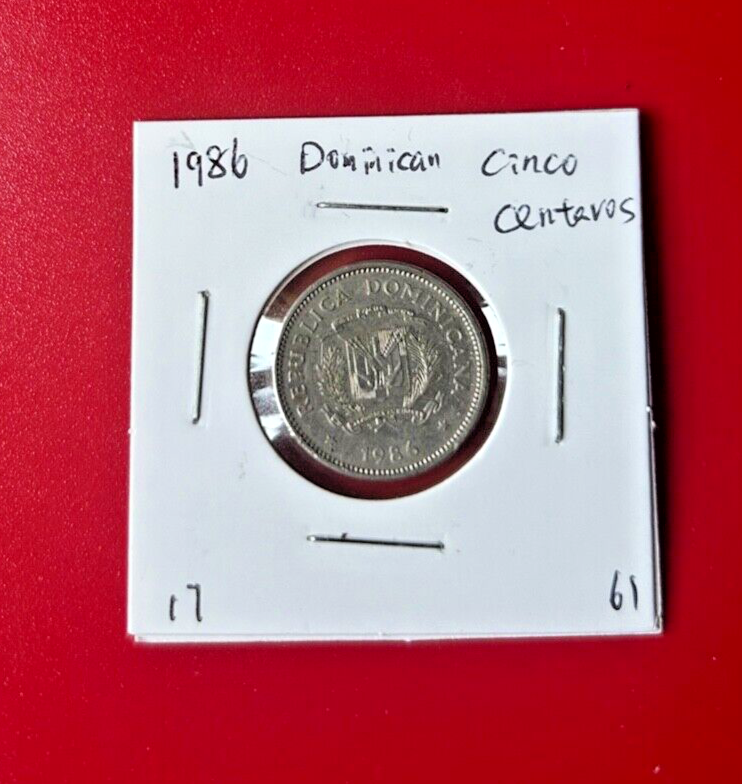 1986 Dominican Cinco
Centavos
REPUBLICA DOMINICANA
1986
17 61